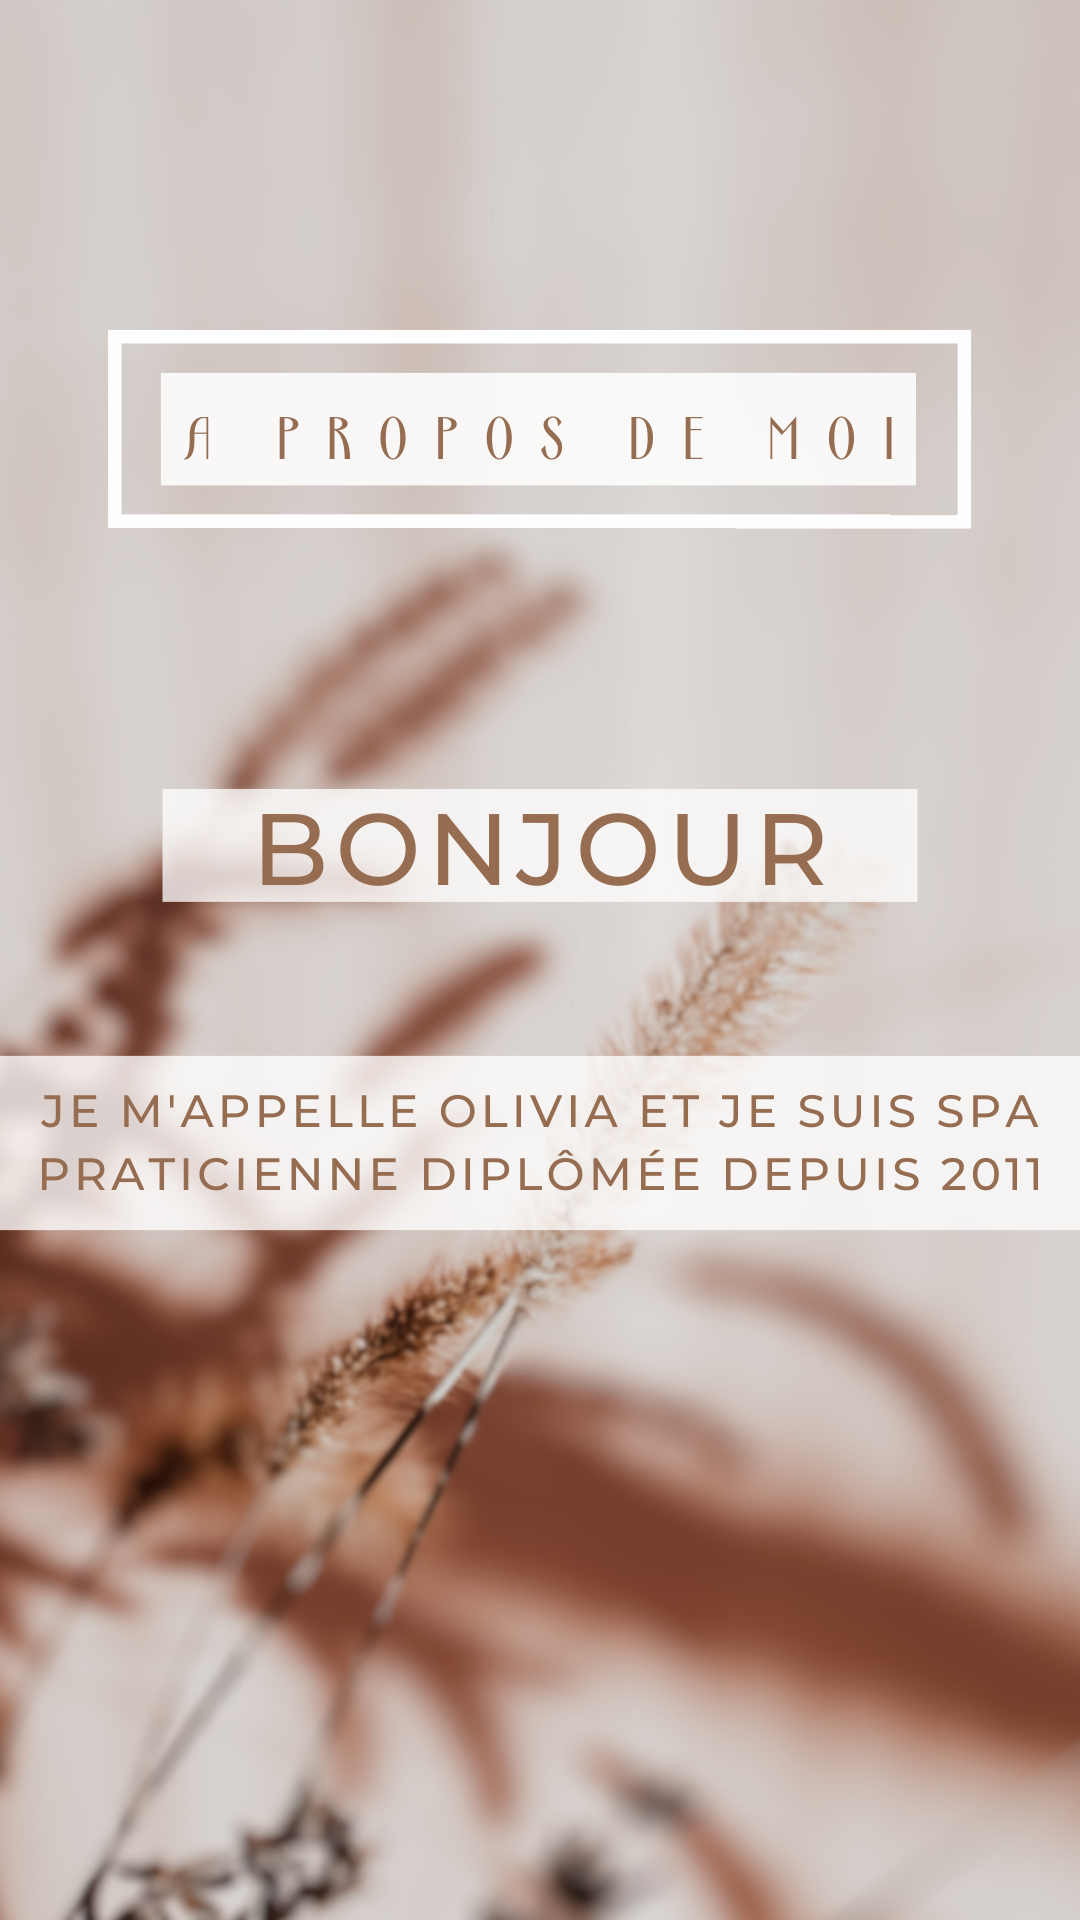 A PROPOS DE MOI
BONJOUR
JE M'APPELLE OLIVIA ET JE SUIS SPA
PRATICIENNE DIPLÔMÉE DEPUIS 2011